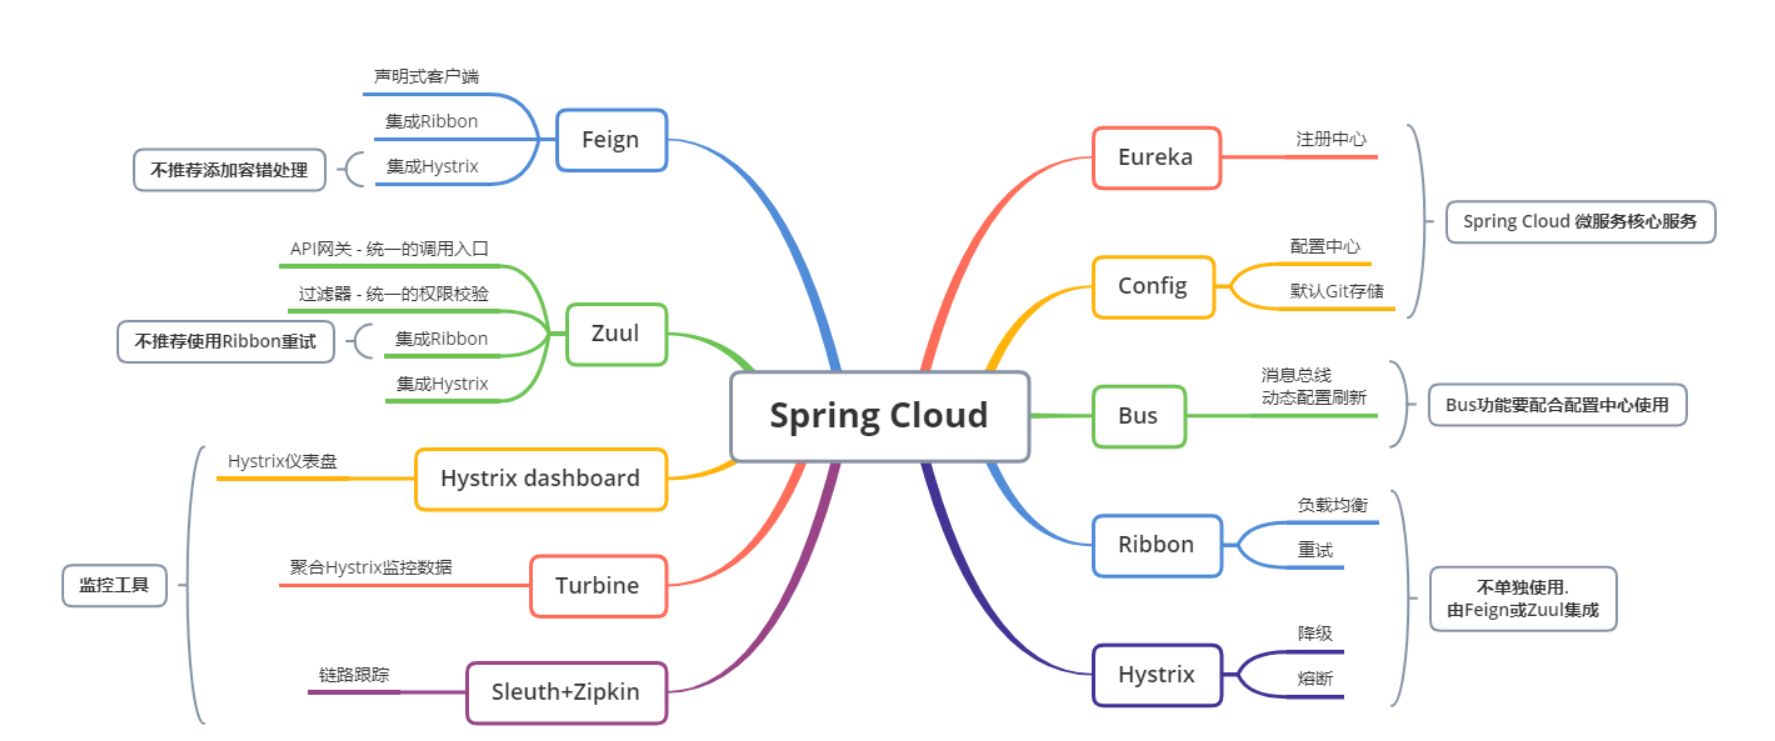 Spring Cloud
Feign
声明式客户端
集成Ribbon
集成Hystrix
不推荐添加容错处理
Zuul
API网关 - 统一的调用入口
过滤器 - 统一的权限校验
集成Ribbon
不推荐使用Ribbon重试
集成Hystrix
Hystrix dashboard
Hystrix仪表盘
Turbine
聚合Hystrix监控数据
Sleuth+Zipkin
链路跟踪
监控工具
Eureka
注册中心
Config
配置中心
默认Git存储
Spring Cloud 微服务核心服务
Bus
消息总线
动态配置刷新
Bus功能要配合配置中心使用
Ribbon
负载均衡
重试
Hystrix
降级
熔断
不单独使用.
由Feign或Zuul集成